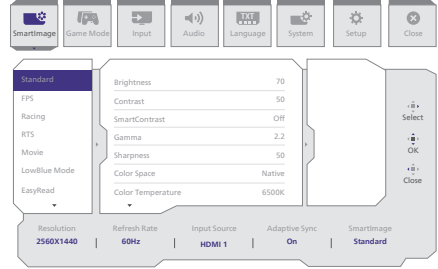 TXT
SmartImage Game Mode Input Audio Language System Setup Close
Standard
FPS
Racing
RTS
Movie
LowBlue Mode
EasyRead
Brightness 70
Contrast 50
SmartContrast Off
Gamma 2.2
Sharpness 50
Color Space Native
Color Temperature 6500K
Select
OK
Close
Resolution Refresh Rate Input Source Adaptive Sync SmartImage
2560X1440 | 60Hz | HDMI 1 | On | Standard